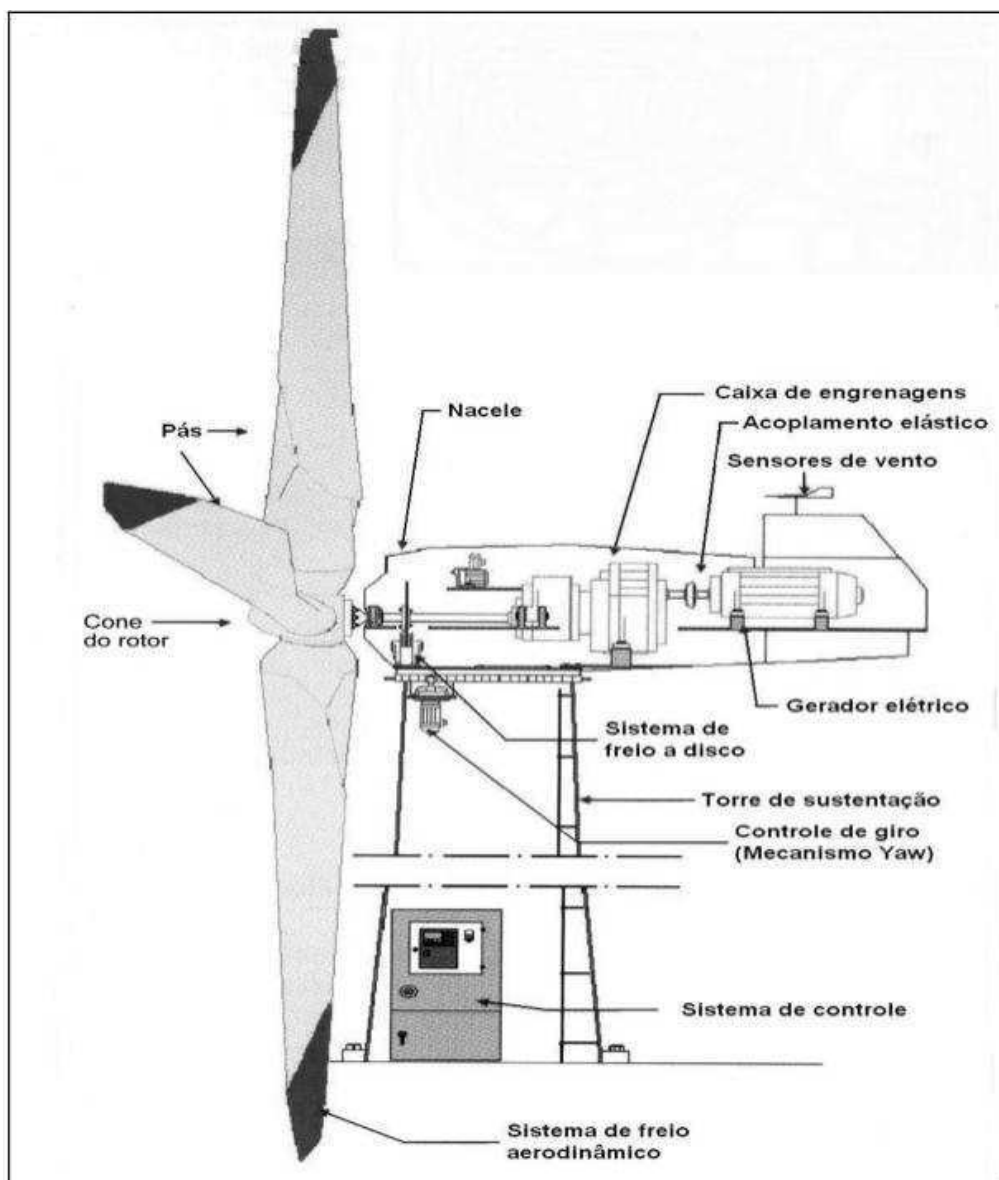 Caixa de engrenagens
Nacele
Acoplamento elástico
Pás
Sensores de vento
Cone
do rotor
Gerador elétrico
Sistema de
freio a disco
Torre de sustentação
Controle de giro
(Mecanismo Yaw)
Sistema de controle
Sistema de freio
aerodinâmico